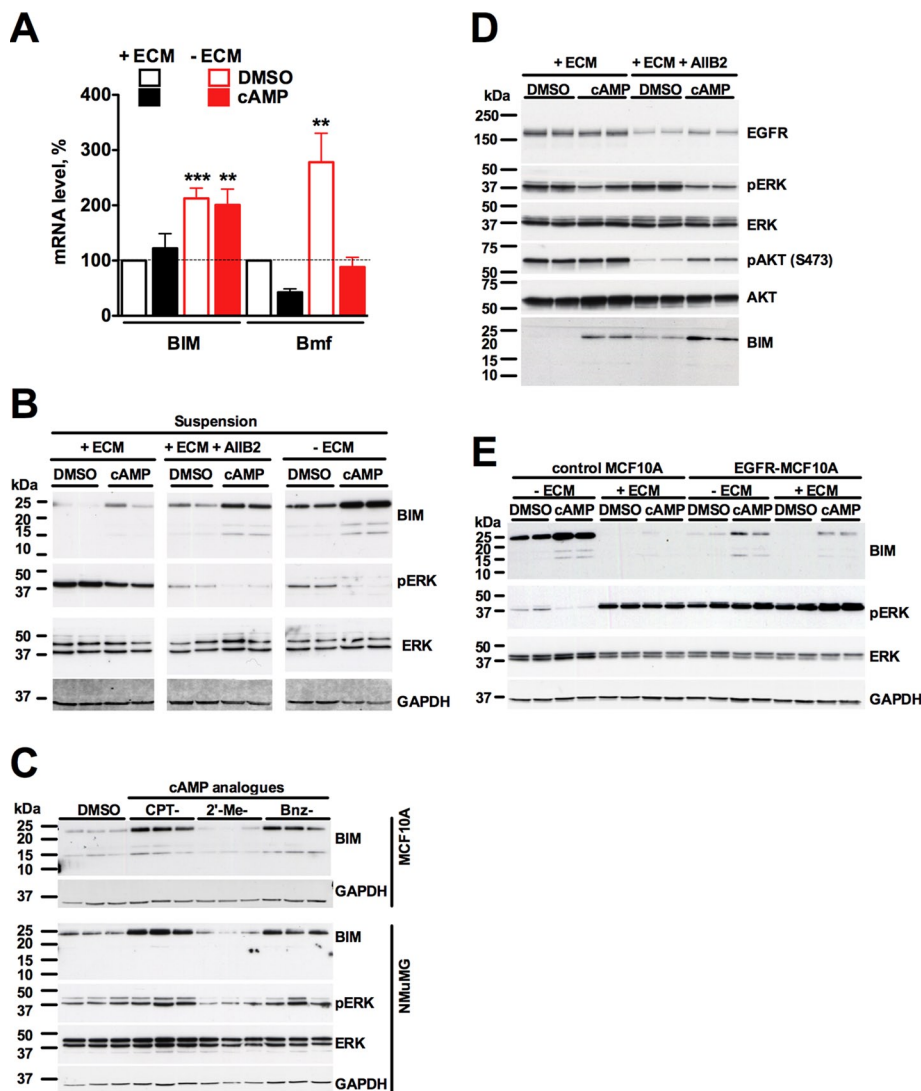 A
+ ECM - ECM
DMSO
cAMP
mRNA level, %
400
300
200
100
0
*** ** **
BIM Bmf
B
Suspension
+ ECM + ECM + AIIB2 - ECM
DMSO cAMP DMSO cAMP DMSO cAMP
kDa
25
20
15
10
BIM
50
37
pERK
50
37
ERK
37
GAPDH
C
cAMP analogues
kDa DMSO CPT- 2'-Me- Bnz-
25
20
15
10
BIM
37
GAPDH
MCF10A
25
20
15
10
BIM
50
37
pERK
50
37
ERK
37
GAPDH
NMuMG
D
+ ECM + ECM + AIIB2
DMSO cAMP DMSO cAMP
kDa
250
150
EGFR
50
37
pERK
50
37
ERK
75
50
pAKT (S473)
75
50
AKT
25
20
15
10
BIM
E
control MCF10A EGFR-MCF10A
- ECM + ECM - ECM + ECM
DMSO cAMP DMSO cAMP DMSO cAMP DMSO cAMP
kDa
25
20
15
10
BIM
50
37
pERK
50
37
ERK
37
GAPDH